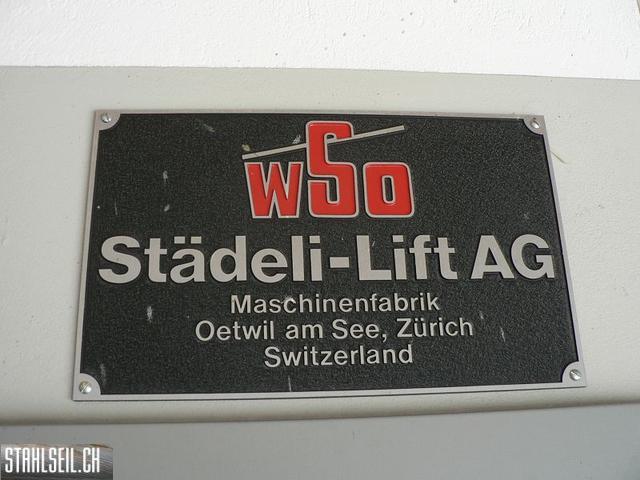 WSO
Städeli-Lift AG
Maschinenfabrik
Oetwil am See, Zürich
Switzerland
STAHLSEIL.CH